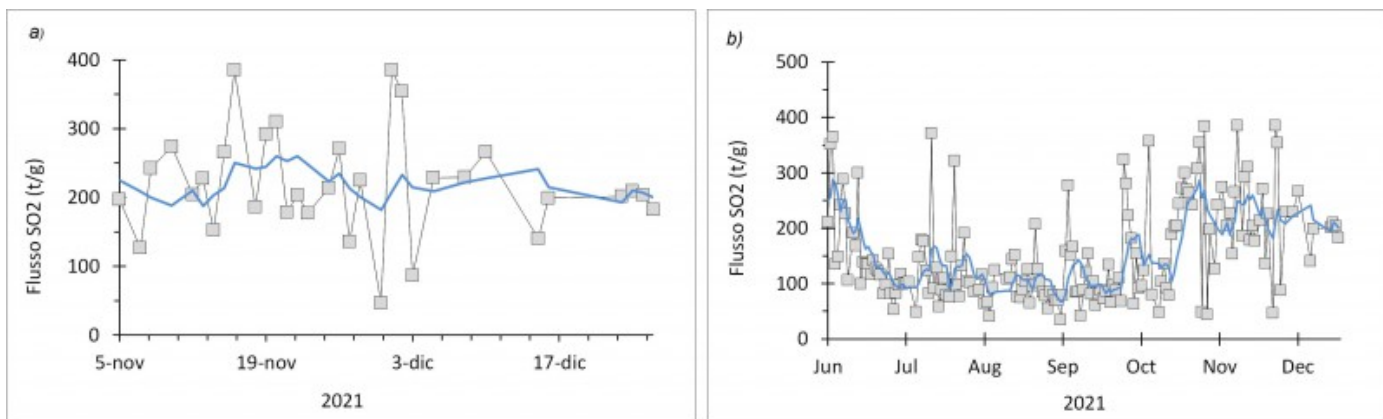 a)
Flusso SO2 (t/g)
400
300
200
100
0
5-nov 19-nov 3-dic 17-dic
2021
b)
Flusso SO2 (t/g)
500
400
300
200
100
0
Jun Jul Aug Sep Oct Nov Dec
2021